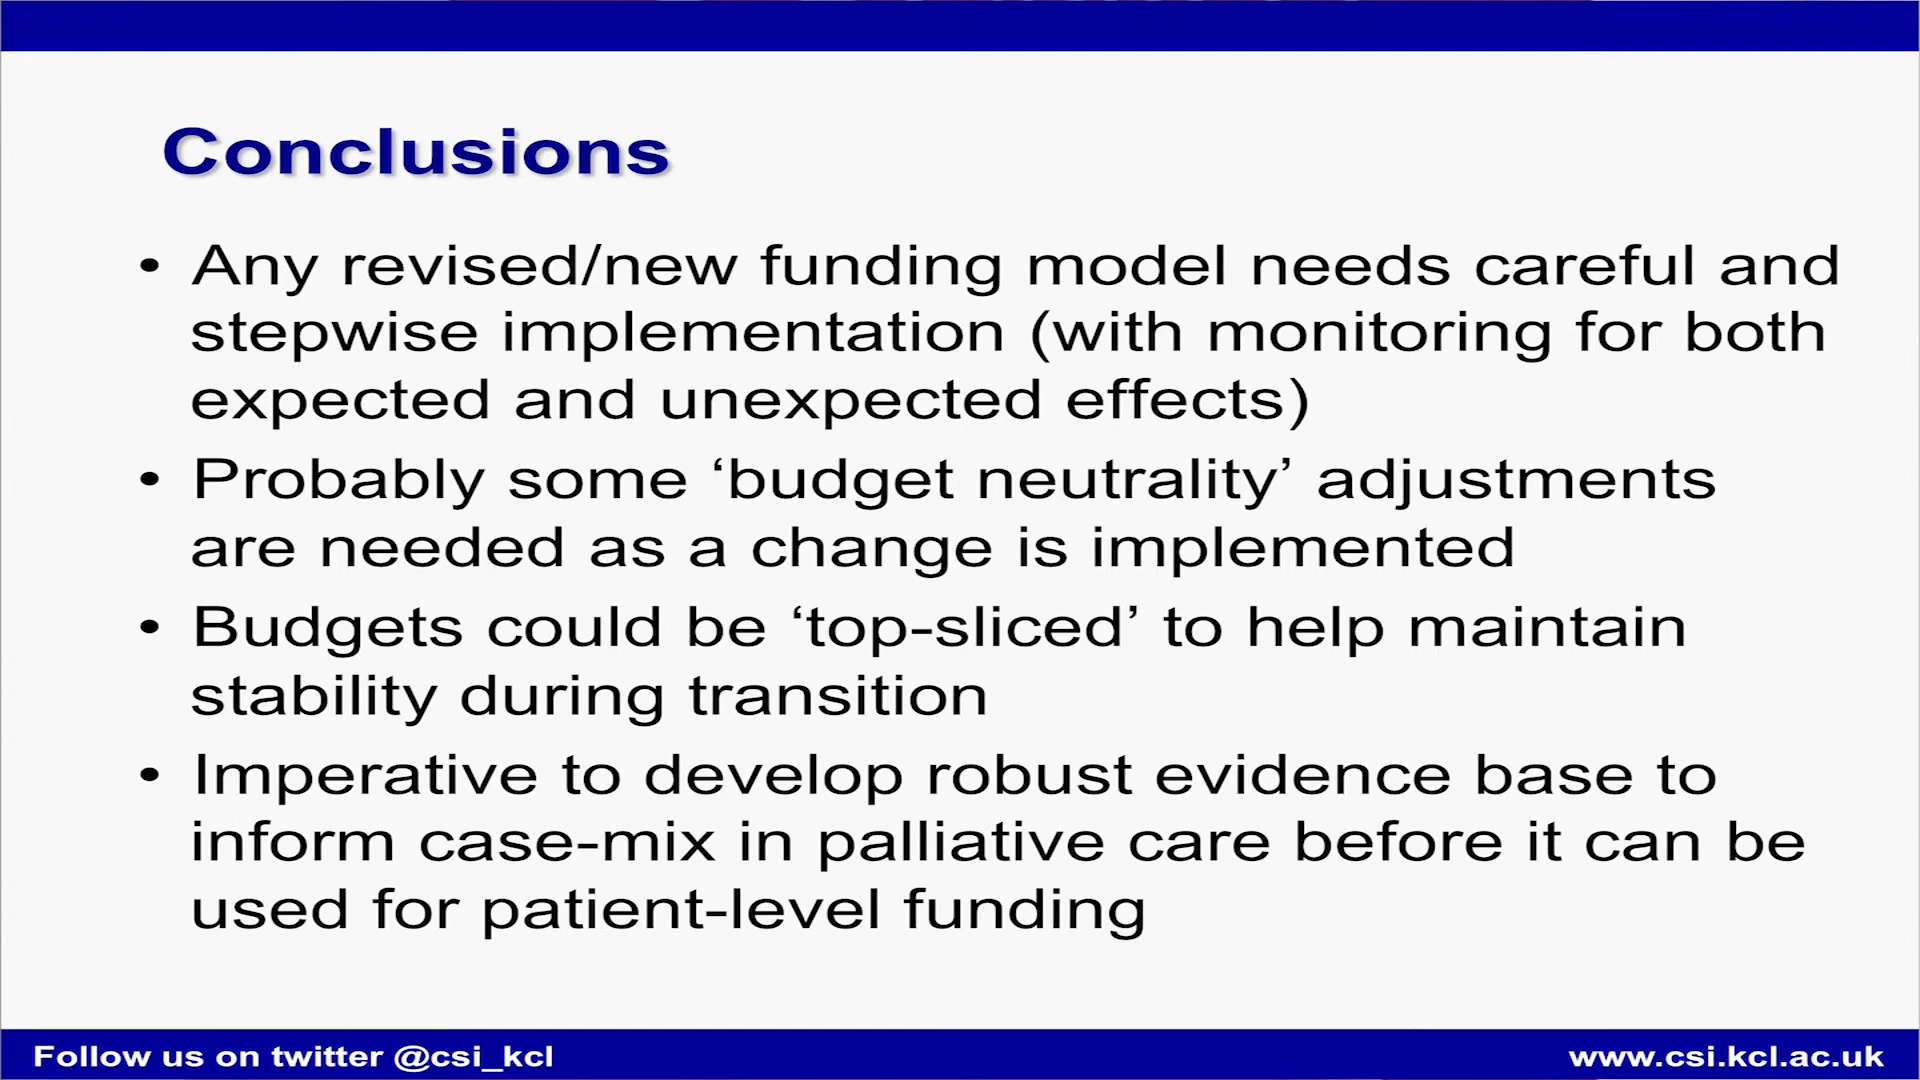 Conclusions
• Any revised/new funding model needs careful and
stepwise implementation (with monitoring for both
expected and unexpected effects)
• Probably some ‘budget neutrality’ adjustments
are needed as a change is implemented
• Budgets could be ‘top-sliced’ to help maintain
stability during transition
• Imperative to develop robust evidence base to
inform case-mix in palliative care before it can be
used for patient-level funding
Follow us on twitter @csi_kcl
www.csi.kcl.ac.uk